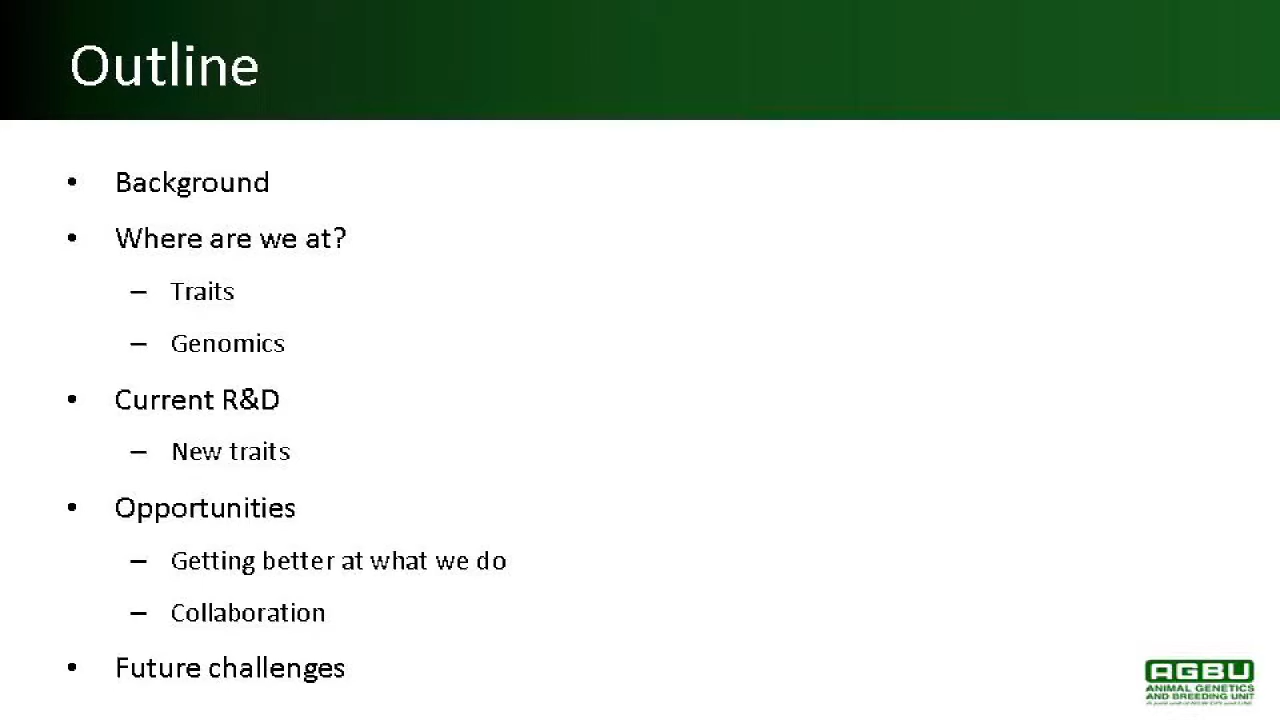 Outline
• Background
• Where are we at?
– Traits
– Genomics
• Current R&D
– New traits
• Opportunities
– Getting better at what we do
– Collaboration
• Future challenges
AGBU
ANIMAL GENETICS
AND BREEDING UNIT